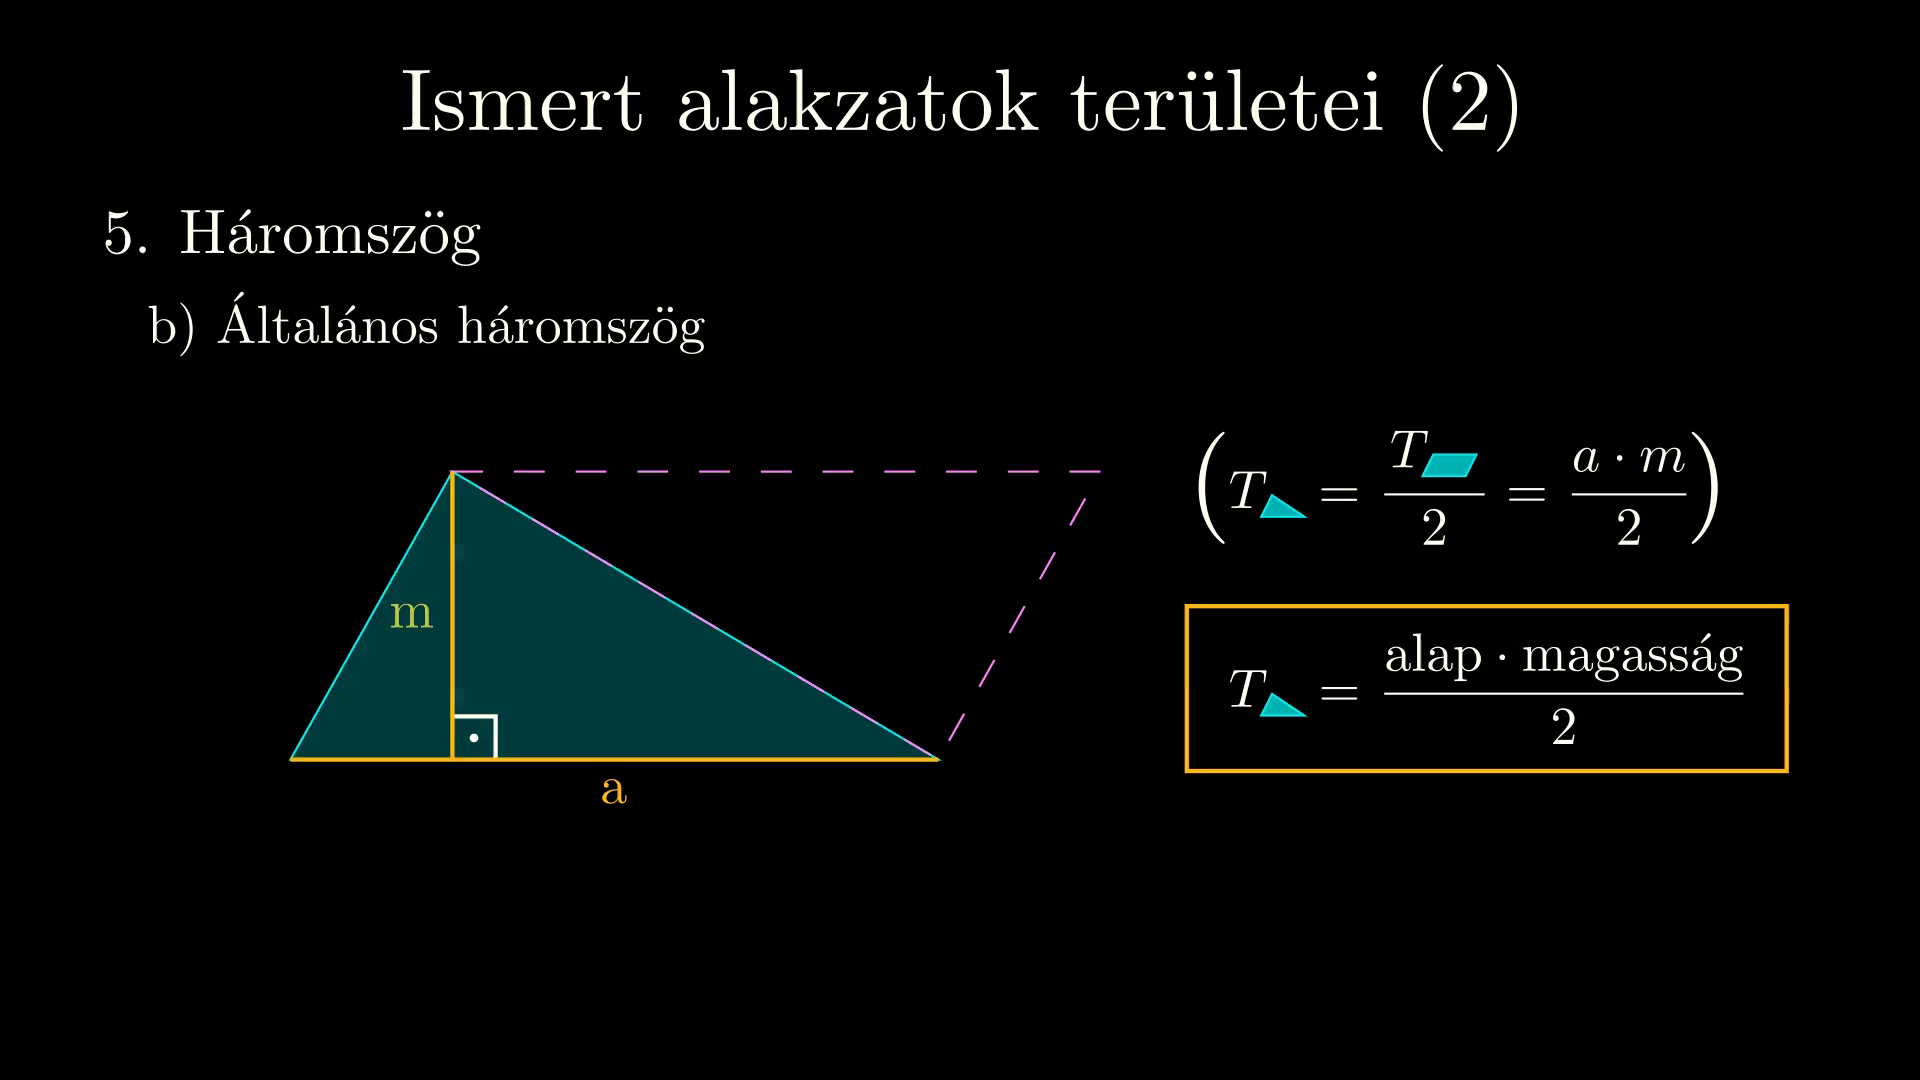 Ismert alakzatok területei (2)
5. Háromszög
b) Általános háromszög
m
a
(T = T/2 = a · m/2)
T = alap · magasság/2